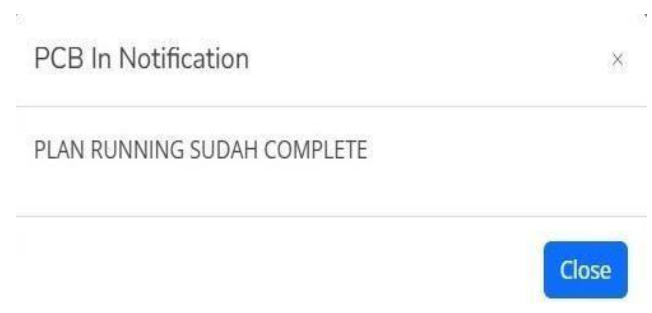 PCB In Notification ×
PLAN RUNNING SUDAH COMPLETE
Close